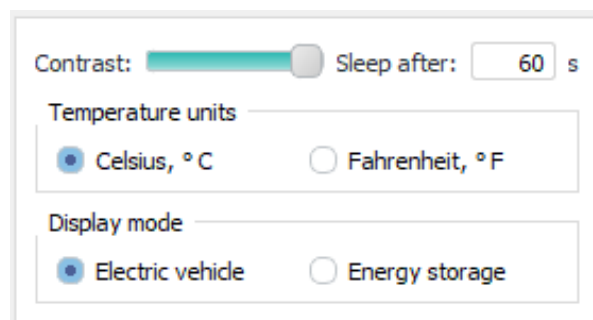 Contrast: Sleep after: 60 s
Temperature units
Celsius, °C Fahrenheit, °F
Display mode
Electric vehicle Energy storage